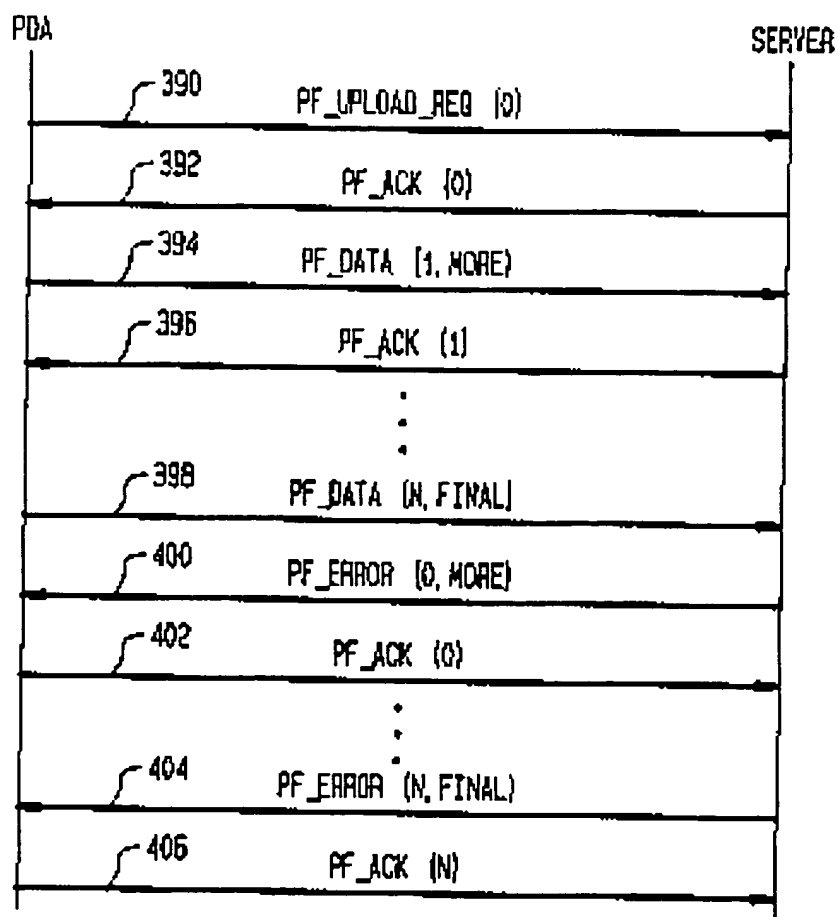 PDA
SERVER
390
PF_UPLOAD_REQ (0)
392
PF_ACK (0)
394
PF_DATA (1, MORE)
396
PF_ACK (1)
398
PF_DATA (N, FINAL)
400
PF_ERROR (0, MORE)
402
PF_ACK (0)
404
PF_ERROR (N, FINAL)
406
PF_ACK (N)